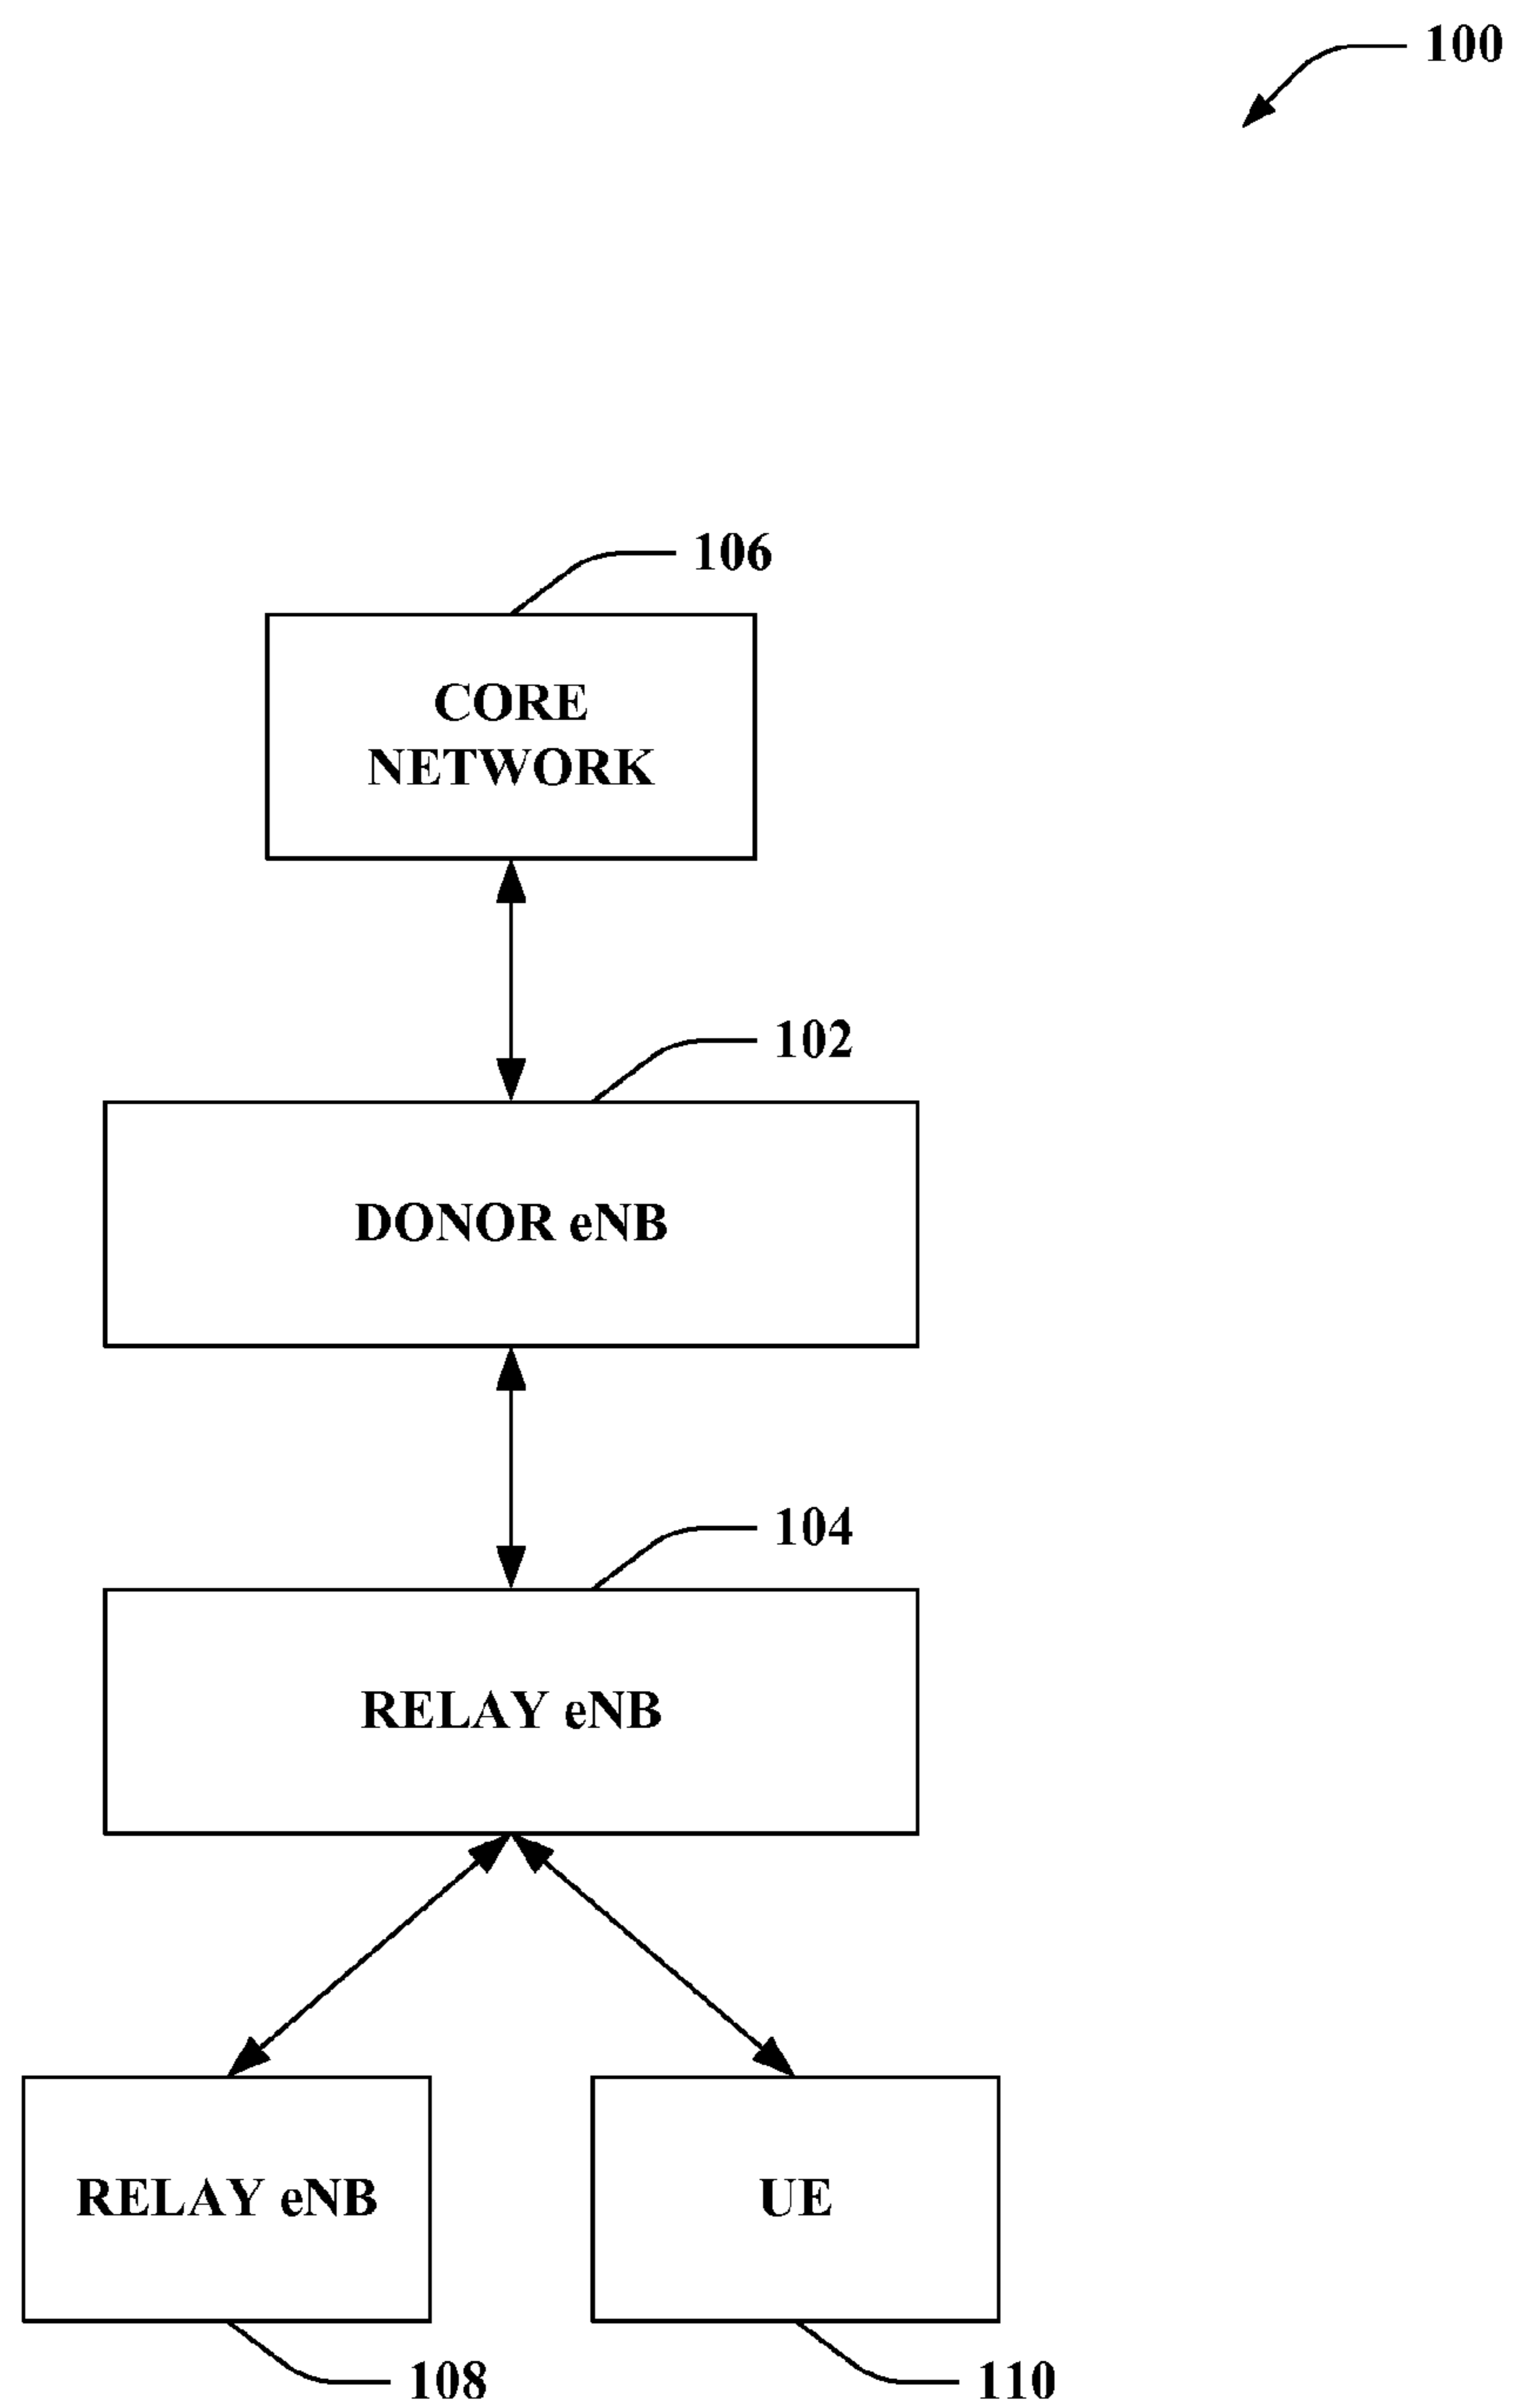 100
106
CORE
NETWORK
102
DONOR eNB
104
RELAY eNB
RELAY eNB
UE
108
110